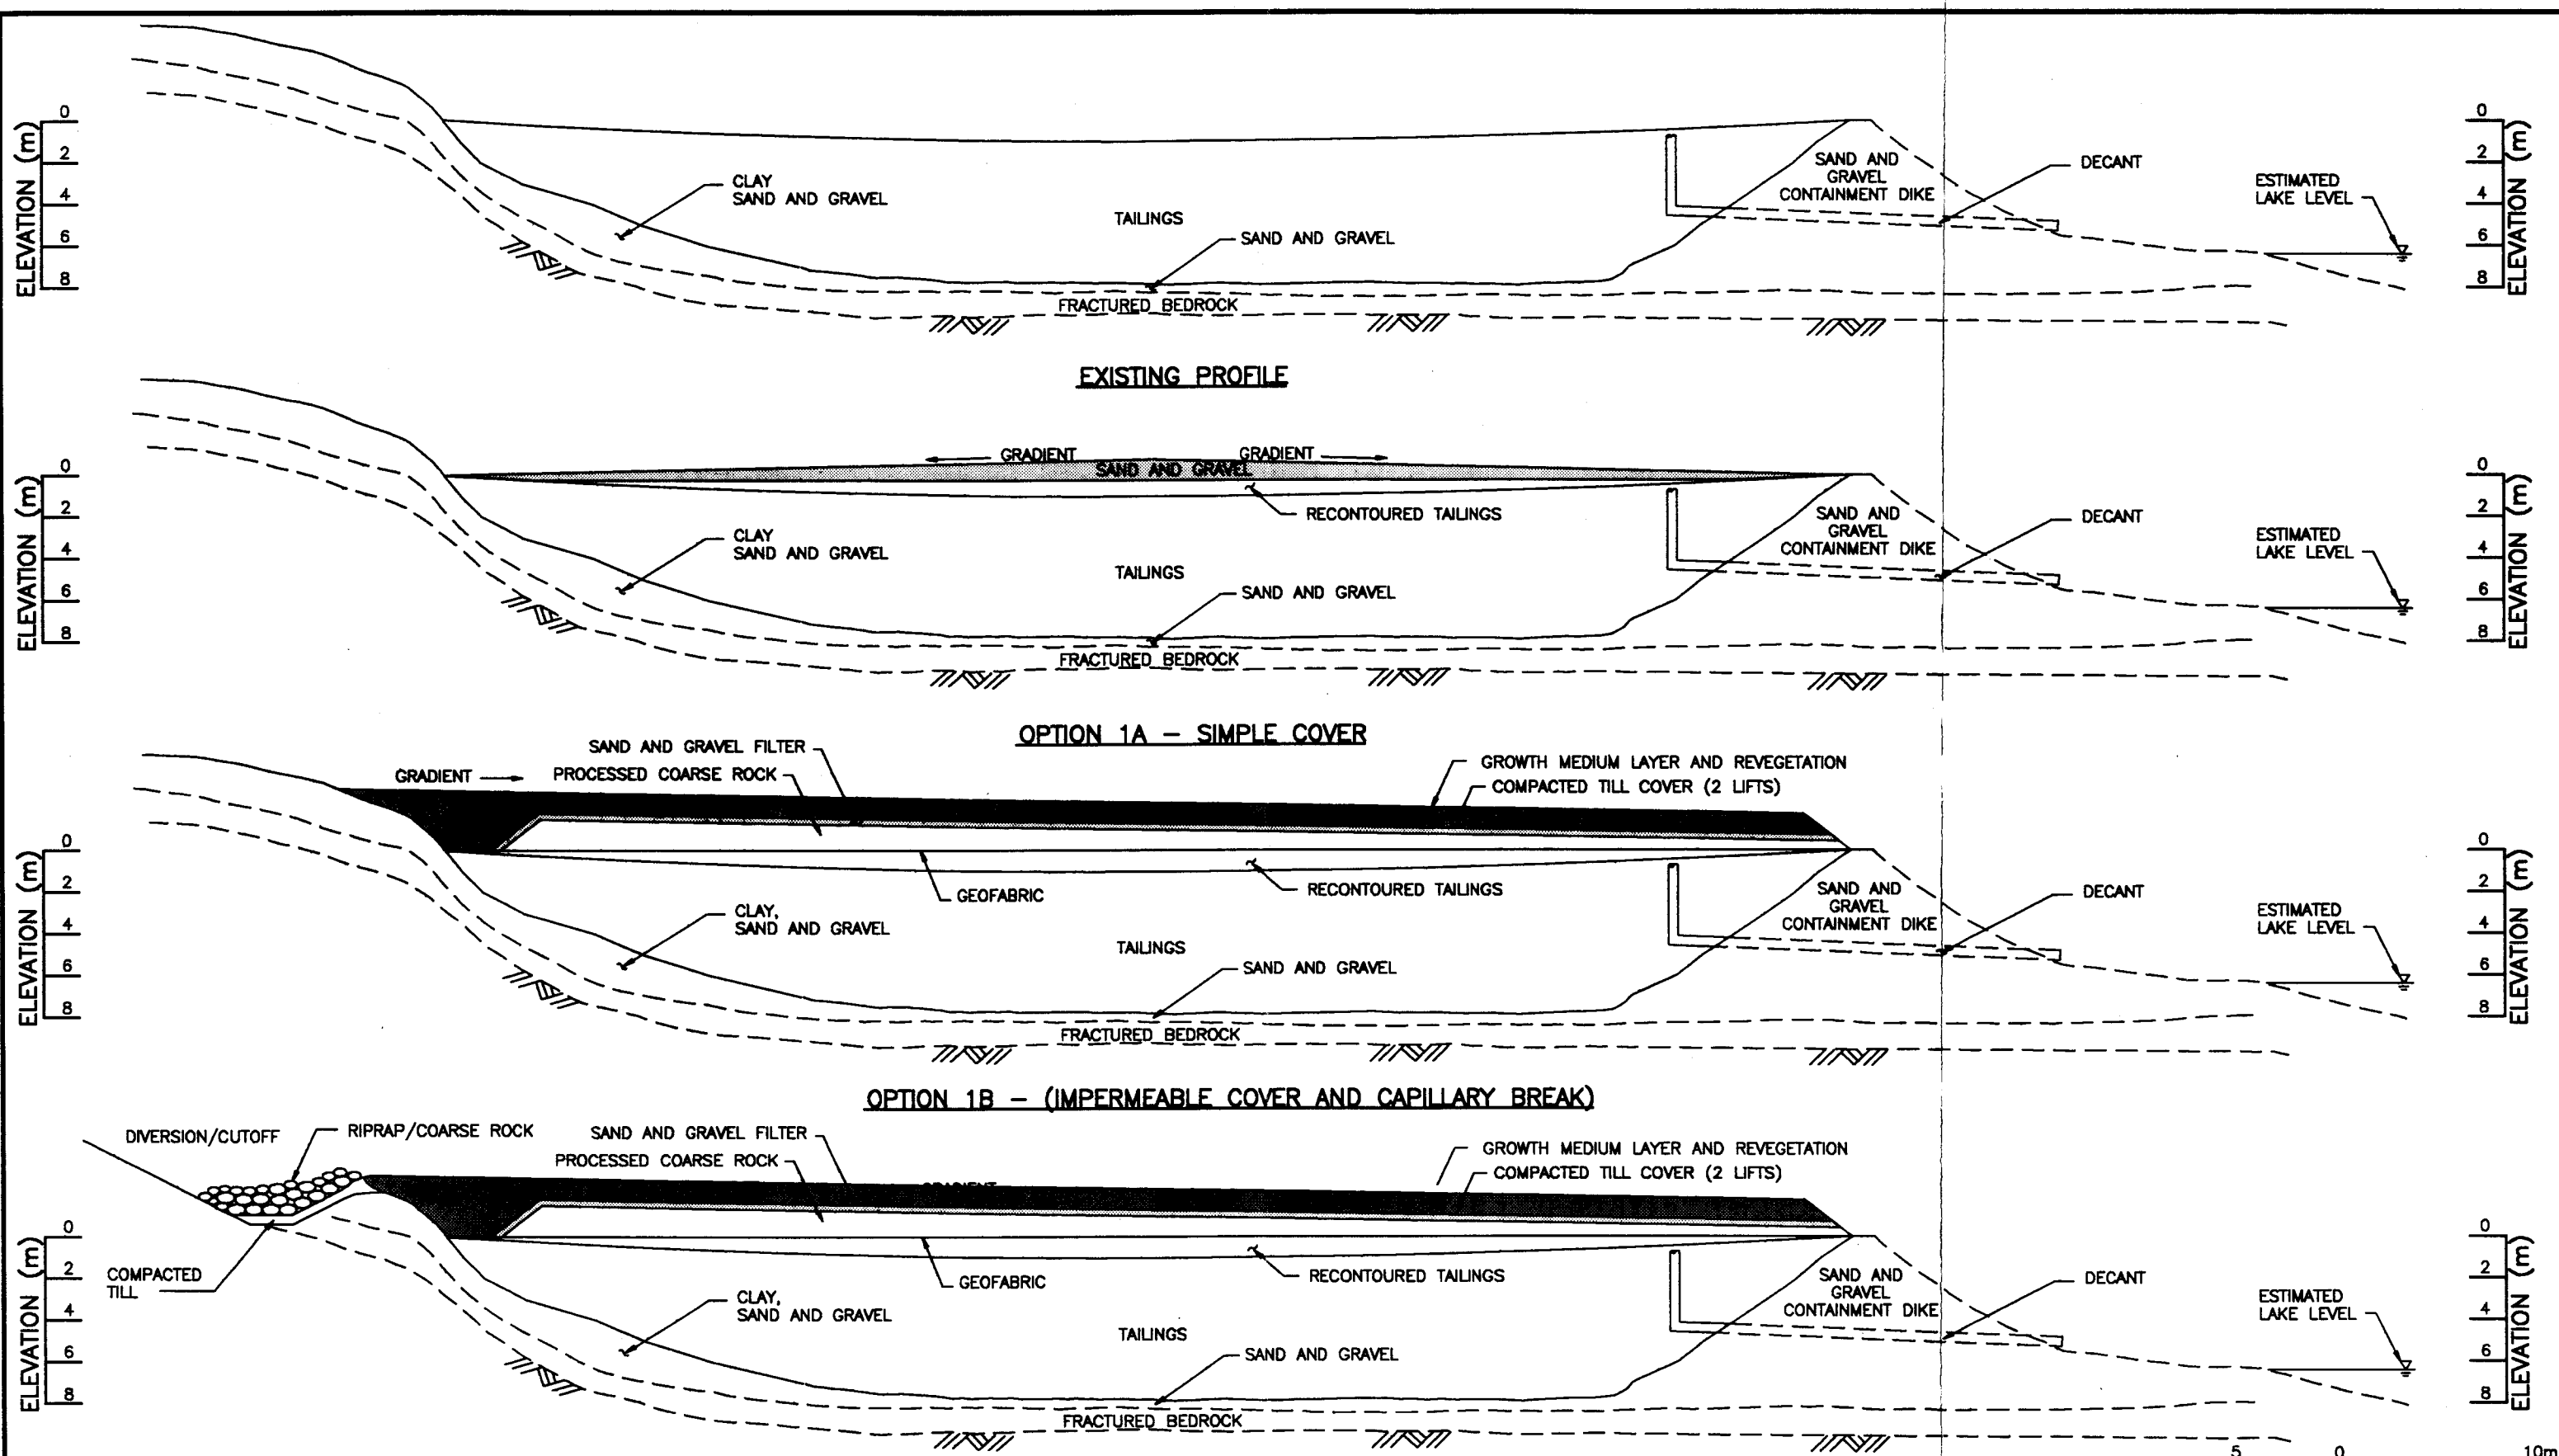 0
2
4
6
8
ELEVATION (m)
CLAY
SAND AND GRAVEL
TAILINGS
SAND AND GRAVEL
FRACTURED BEDROCK
SAND AND
GRAVEL
CONTAINMENT DIKE
DECANT
ESTIMATED
LAKE LEVEL
0
2
4
6
8
ELEVATION (m)
EXISTING PROFILE
0
2
4
6
8
ELEVATION (m)
GRADIENT
GRADIENT
SAND AND GRAVEL
RECONTOURED TAILINGS
CLAY
SAND AND GRAVEL
TAILINGS
SAND AND GRAVEL
FRACTURED BEDROCK
SAND AND
GRAVEL
CONTAINMENT DIKE
DECANT
ESTIMATED
LAKE LEVEL
0
2
4
6
8
ELEVATION (m)
OPTION 1A - SIMPLE COVER
SAND AND GRAVEL FILTER
GRADIENT
PROCESSED COARSE ROCK
GROWTH MEDIUM LAYER AND REVEGETATION
COMPACTED TILL COVER (2 LIFTS)
0
2
4
6
8
ELEVATION (m)
GEOFABRIC
RECONTOURED TAILINGS
CLAY,
SAND AND GRAVEL
TAILINGS
SAND AND GRAVEL
FRACTURED BEDROCK
SAND AND
GRAVEL
CONTAINMENT DIKE
DECANT
ESTIMATED
LAKE LEVEL
0
2
4
6
8
ELEVATION (m)
OPTION 1B - (IMPERMEABLE COVER AND CAPILLARY BREAK)
DIVERSION/CUTOFF
RIPRAP/COARSE ROCK
SAND AND GRAVEL FILTER
PROCESSED COARSE ROCK
GROWTH MEDIUM LAYER AND REVEGETATION
COMPACTED TILL COVER (2 LIFTS)
GRADIENT
0
2
4
6
8
ELEVATION (m)
COMPACTED
TILL
GEOFABRIC
RECONTOURED TAILINGS
CLAY,
SAND AND GRAVEL
TAILINGS
SAND AND GRAVEL
FRACTURED BEDROCK
SAND AND
GRAVEL
CONTAINMENT DIKE
DECANT
ESTIMATED
LAKE LEVEL
0
2
4
6
8
ELEVATION (m)
5 0 10m